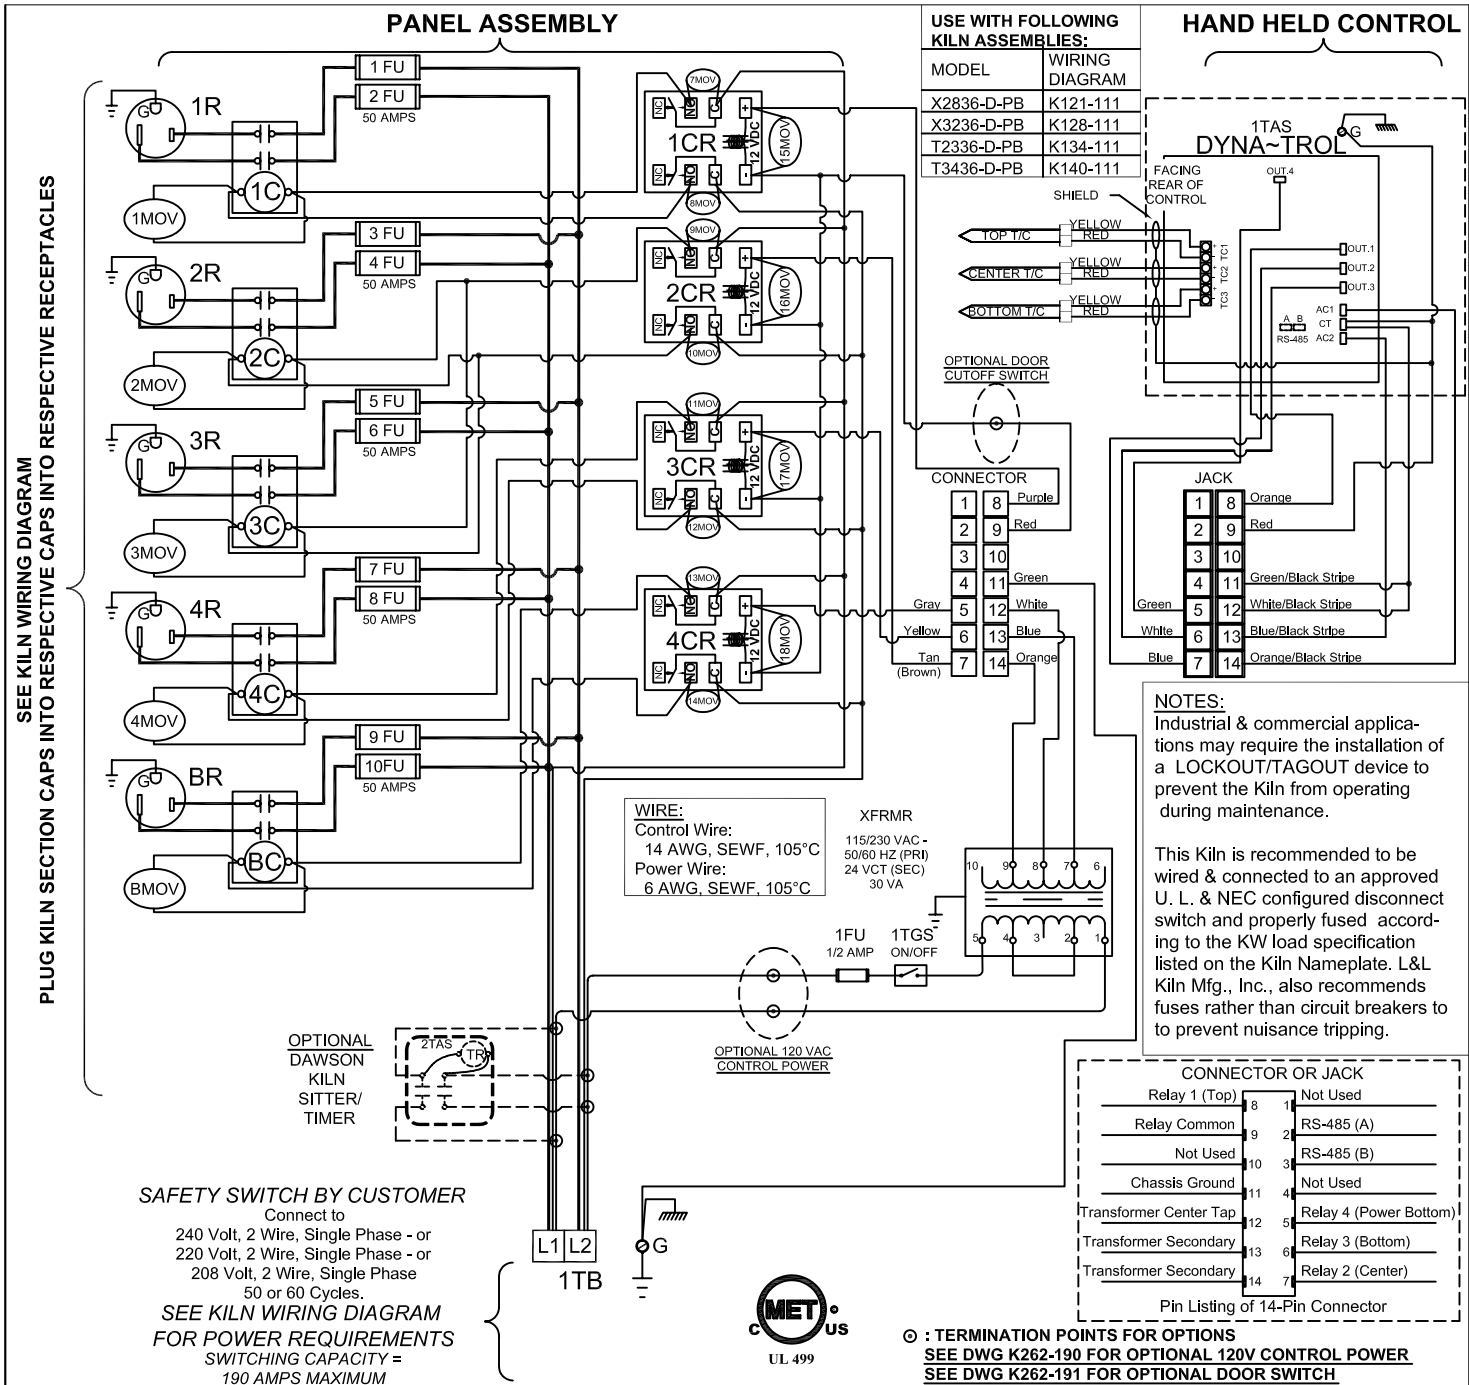 PANEL ASSEMBLY
USE WITH FOLLOWING
KILN ASSEMBLIES:
MODEL
WIRING
DIAGRAM
X2836-D-PB K121-111
X3236-D-PB K128-111
T2336-D-PB K134-111
T3436-D-PB K140-111
HAND HELD CONTROL
SEE KILN WIRING DIAGRAM
PLUG KILN SECTION CAPS INTO RESPECTIVE CAPS INTO RESPECTIVE RECEPTACLES
G
1R
1 FU
2 FU
50 AMPS
1C
1MOV
G
2R
3 FU
4 FU
50 AMPS
2C
2MOV
G
3R
5 FU
6 FU
50 AMPS
3C
3MOV
G
4R
7 FU
8 FU
50 AMPS
4C
4MOV
G
BR
9 FU
10FU
50 AMPS
BC
BMOV
7MOV
NC NO C +
1CR
12 VDC
15MOV
NC NO C -
8MOV
9MOV
NC NO C +
2CR
12 VDC
16MOV
NC NO C -
10MOV
11MOV
NC NO C +
3CR
12 VDC
17MOV
NC NO C -
12MOV
13MOV
NC NO C +
4CR
12 VDC
18MOV
NC NO C -
14MOV
1TAS
DYNA~TROL
G
FACING
REAR OF
CONTROL
OUT.4
SHIELD
TOP T/C
YELLOW
RED
CENTER T/C
YELLOW
RED
BOTTOM T/C
YELLOW
RED
TC1
TC2
TC3
OUT.1
OUT.2
OUT.3
AC1
CT
AC2
A B
RS-485
OPTIONAL DOOR
CUTOFF SWITCH
CONNECTOR
1 8 Purple
2 9 Red
3 10
4 11 Green
Gray 5 12 White
Yellow 6 13 Blue
Tan
(Brown)
7 14 Orange
JACK
1 8 Orange
2 9 Red
3 10
4 11 Green/Black Stripe
Green 5 12 White/Black Stripe
White 6 13 Blue/Black Stripe
Blue 7 14 Orange/Black Stripe
WIRE:
Control Wire:
14 AWG, SEWF, 105°C
Power Wire:
6 AWG, SEWF, 105°C
XFRMR
115/230 VAC -
50/60 HZ (PRI)
24 VCT (SEC)
30 VA
10 9 8 7 6
5 4 3 2 1
1FU
1/2 AMP
1TGS
ON/OFF
OPTIONAL 120 VAC
CONTROL POWER
NOTES:
Industrial & commercial applica-
tions may require the installation of
a LOCKOUT/TAGOUT device to
prevent the Kiln from operating
during maintenance.
This Kiln is recommended to be
wired & connected to an approved
U. L. & NEC configured disconnect
switch and properly fused accord-
ing to the KW load specification
listed on the Kiln Nameplate. L&L
Kiln Mfg., Inc., also recommends
fuses rather than circuit breakers to
to prevent nuisance tripping.
OPTIONAL
DAWSON
KILN
SITTER/
TIMER
2TAS
TR
SAFETY SWITCH BY CUSTOMER
Connect to
240 Volt, 2 Wire, Single Phase - or
220 Volt, 2 Wire, Single Phase - or
208 Volt, 2 Wire, Single Phase
50 or 60 Cycles.
SEE KILN WIRING DIAGRAM
FOR POWER REQUIREMENTS
SWITCHING CAPACITY =
190 AMPS MAXIMUM
L1 L2
1TB
G
MET
C US
UL 499
CONNECTOR OR JACK
Relay 1 (Top) 8 1 Not Used
Relay Common 9 2 RS-485 (A)
Not Used 10 3 RS-485 (B)
Chassis Ground 11 4 Not Used
Transformer Center Tap 12 5 Relay 4 (Power Bottom)
Transformer Secondary 13 6 Relay 3 (Bottom)
Transformer Secondary 14 7 Relay 2 (Center)
Pin Listing of 14-Pin Connector
: TERMINATION POINTS FOR OPTIONS
SEE DWG K262-190 FOR OPTIONAL 120V CONTROL POWER
SEE DWG K262-191 FOR OPTIONAL DOOR SWITCH